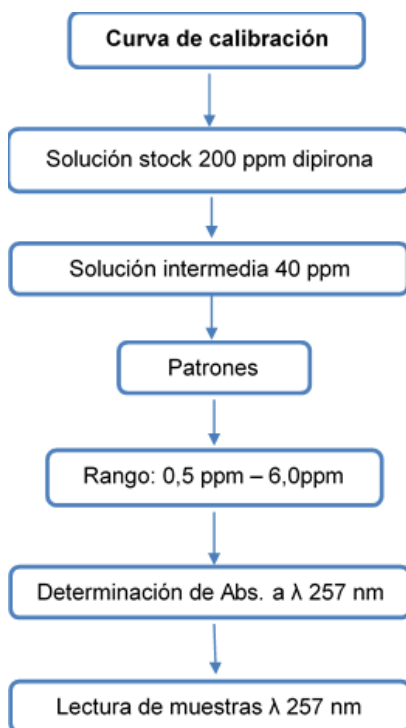 Curva de calibración
Solución stock 200 ppm dipirona
Solución intermedia 40 ppm
Patrones
Rango: 0,5 ppm – 6,0ppm
Determinación de Abs. a λ 257 nm
Lectura de muestras λ 257 nm